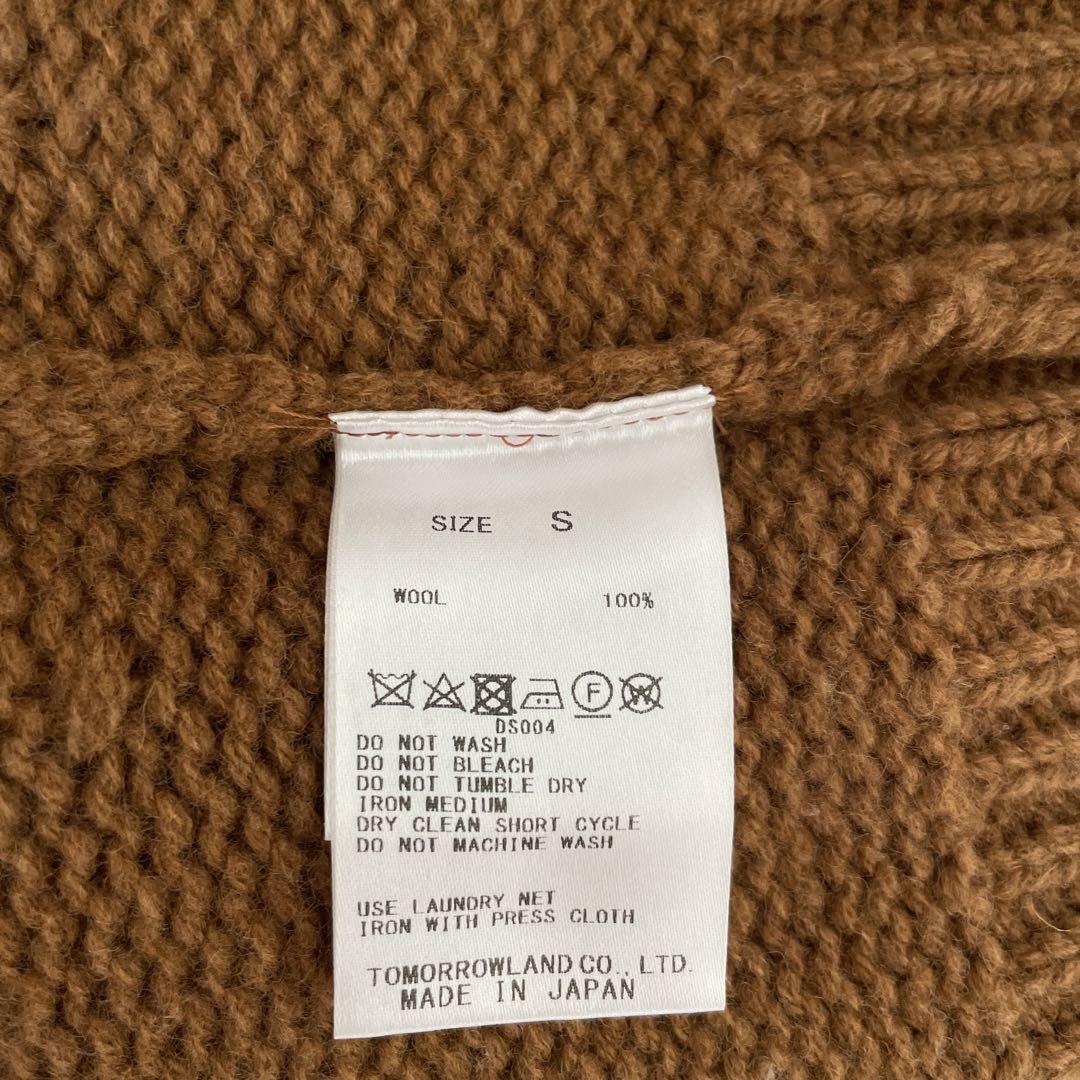 SIZE S
WOOL 100%
F W
DS004
DO NOT WASH
DO NOT BLEACH
DO NOT TUMBLE DRY
IRON MEDIUM
DRY CLEAN SHORT CYCLE
DO NOT MACHINE WASH
USE LAUNDRY NET
IRON WITH PRESS CLOTH
TOMORROWLAND CO., LTD.
MADE IN JAPAN